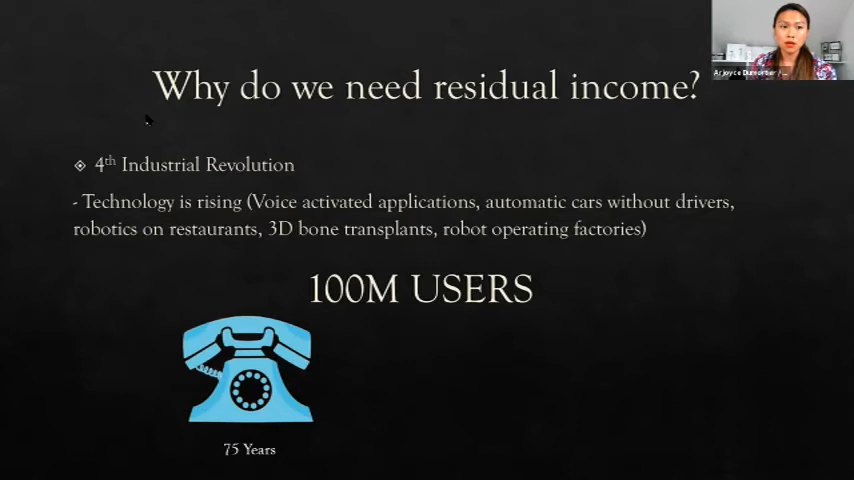 Why do we need residual income?
4th Industrial Revolution
- Technology is rising (Voice activated applications, automatic cars without drivers,
robotics on restaurants, 3D bone transplants, robot operating factories)
100M USERS
75 Years